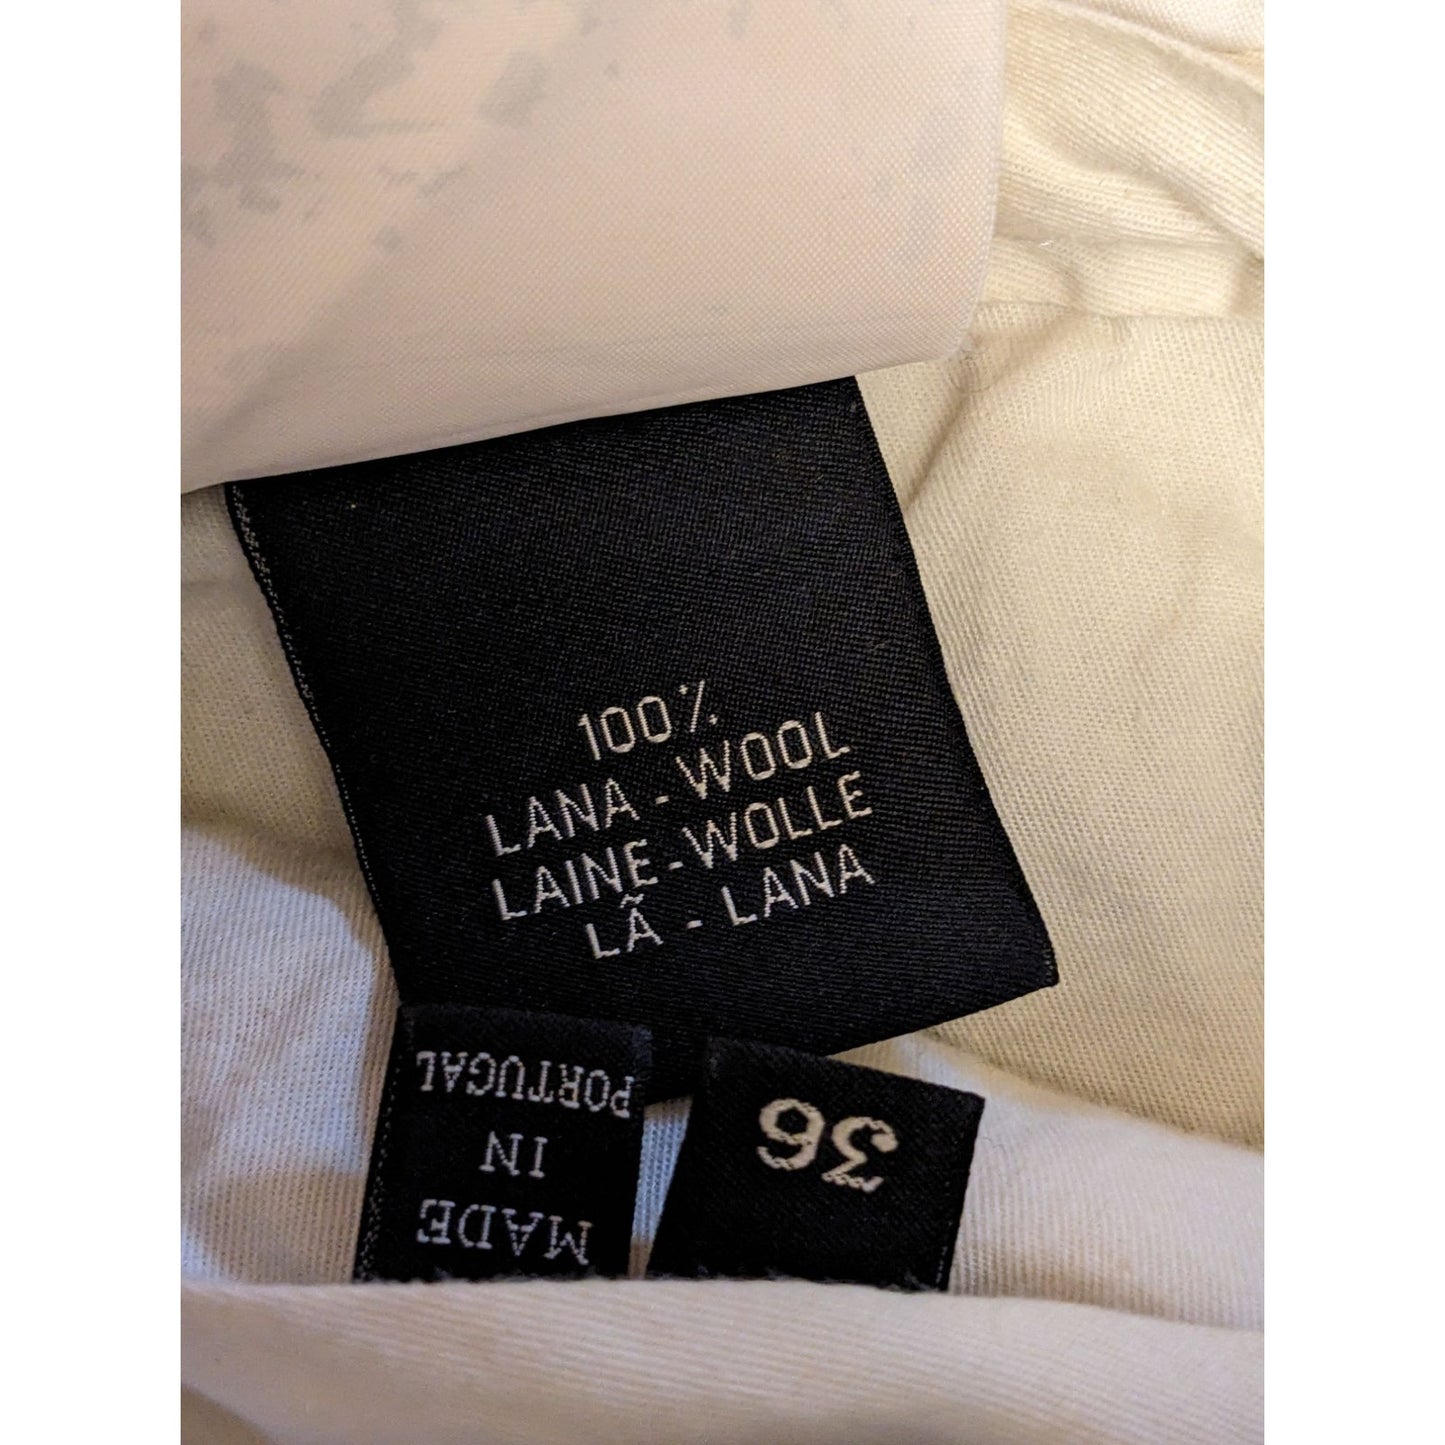 100%
LANA - WOOL
LAINE - WOLLE
LÃ - LANA
MADE
IN
PORTUGAL
36